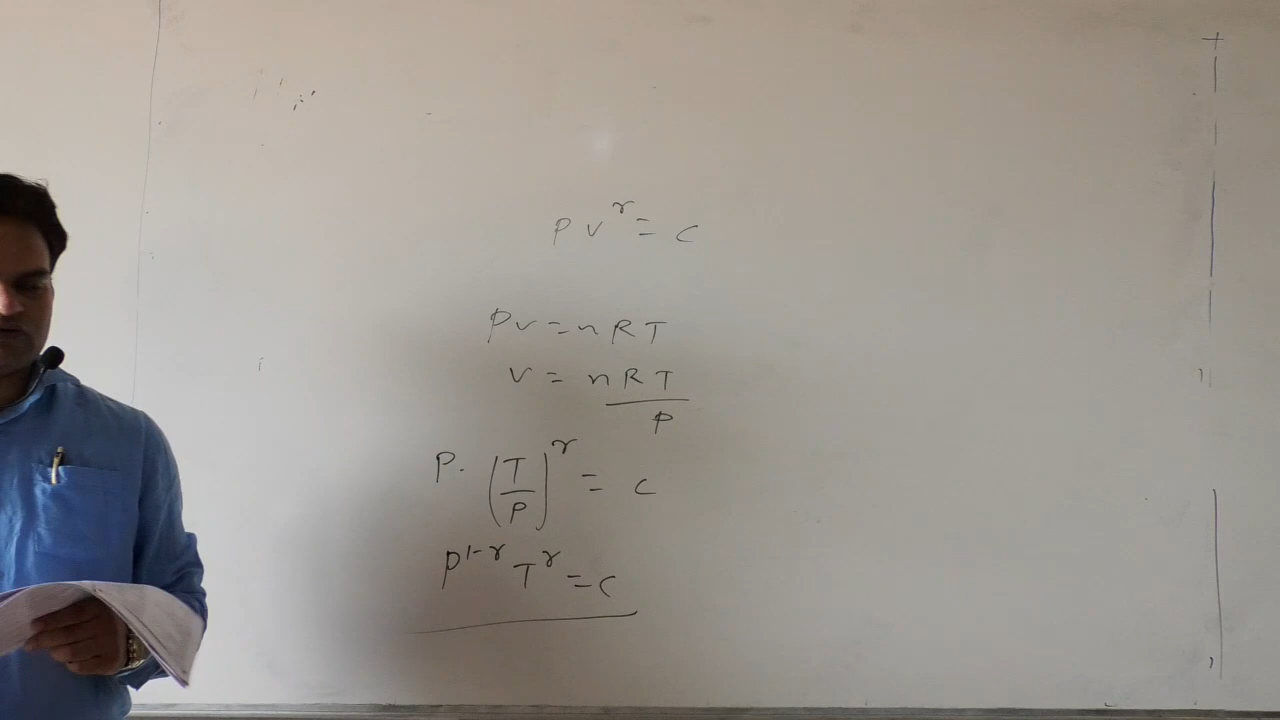 PV^γ = C
PV = nRT
V = nRT/P
P. (T/P)^γ = C
P^1-γ T^γ = C